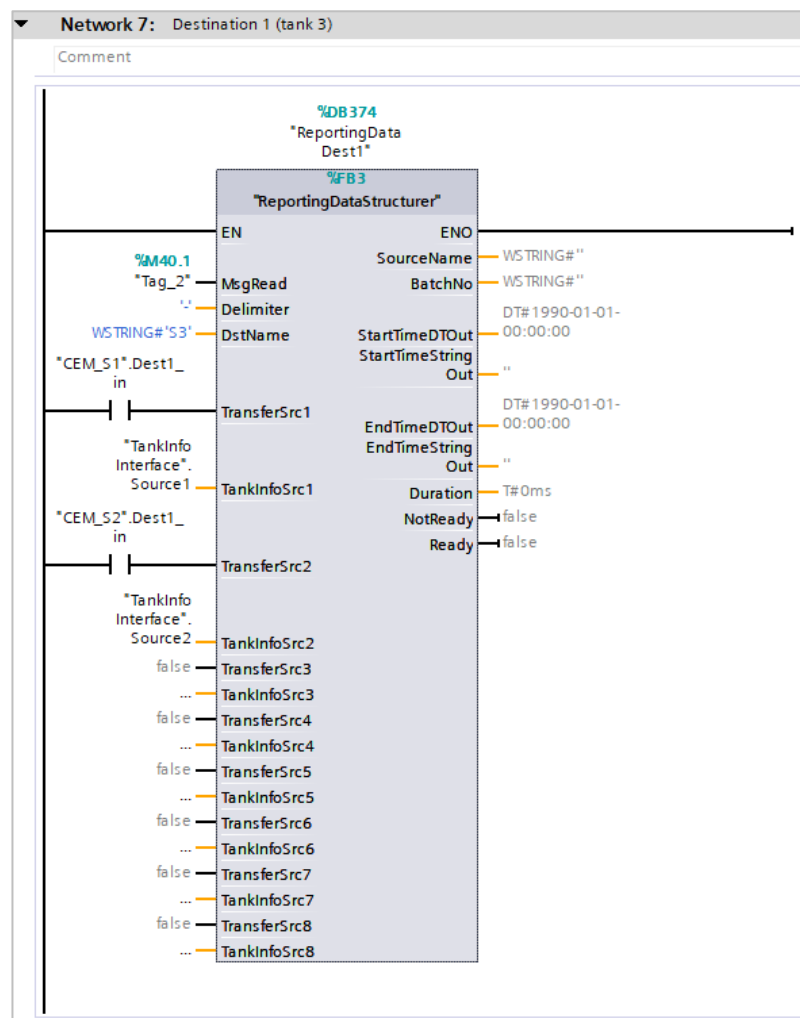 Network 7: Destination 1 (tank 3)
Comment
%DB374
"ReportingData
Dest1"
%FB3
"ReportingDataStructurer"
EN
ENO
SourceName
WSTRING#''
%M40.1
"Tag_2"
MsgRead
BatchNo
WSTRING#''
'-'
Delimiter
DT#1990-01-01-
00:00:00
WSTRING#'S3'
DstName
StartTimeDTOut
StartTimeString
Out
''
"CEM_S1".Dest1_
in
TransferSrc1
DT#1990-01-01-
00:00:00
EndTimeDTOut
EndTimeString
Out
''
"TankInfo
Interface".
Source1
TankInfoSrc1
Duration
T#0ms
"CEM_S2".Dest1_
in
NotReady
false
Ready
false
TransferSrc2
"TankInfo
Interface".
Source2
TankInfoSrc2
false
TransferSrc3
...
TankInfoSrc3
false
TransferSrc4
...
TankInfoSrc4
false
TransferSrc5
...
TankInfoSrc5
false
TransferSrc6
...
TankInfoSrc6
false
TransferSrc7
...
TankInfoSrc7
false
TransferSrc8
...
TankInfoSrc8